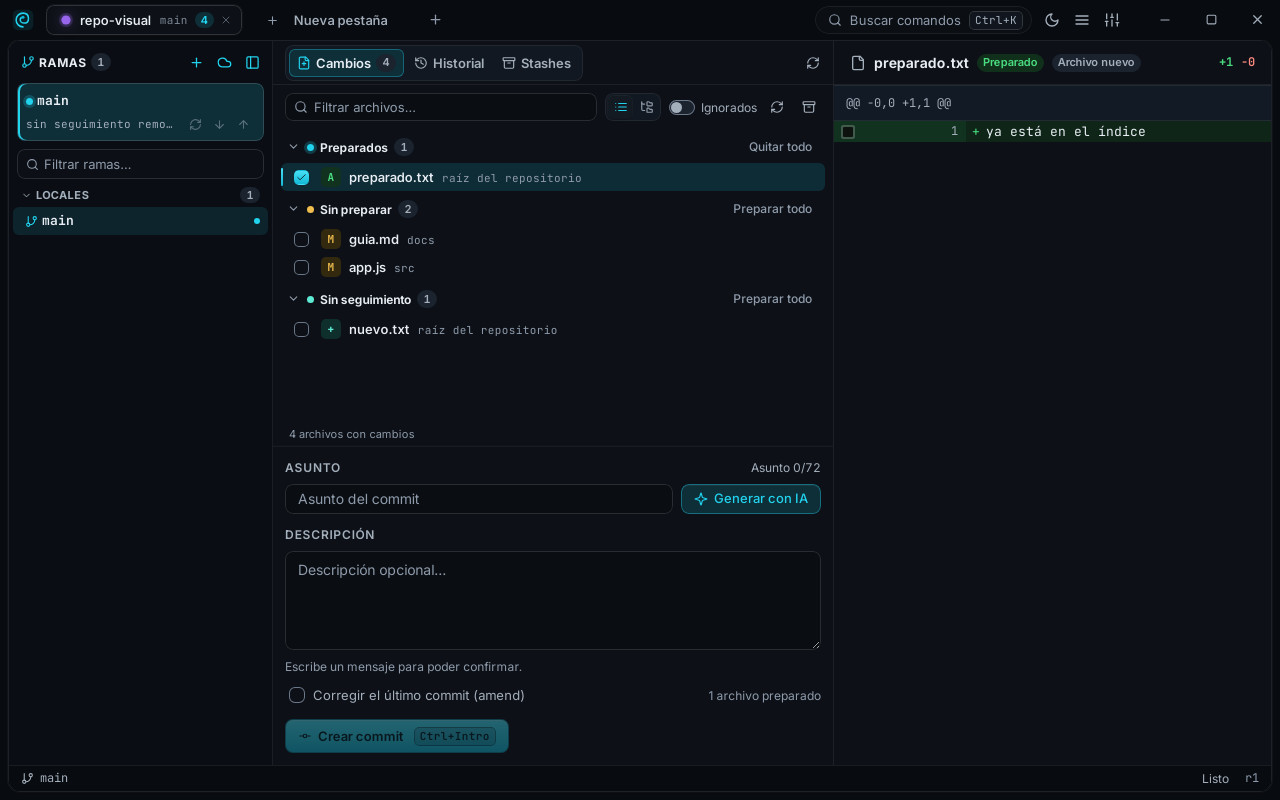 repo-visual main 4
Nueva pestaña
Buscar comandos Ctrl+K
RAMAS 1
main
sin seguimiento remo…
Filtrar ramas…
LOCALES 1
main
Cambios 4
Historial
Stashes
Filtrar archivos…
Ignorados
Preparados 1 Quitar todo
A preparado.txt raíz del repositorio
Sin preparar 2 Preparar todo
M guia.md docs
M app.js src
Sin seguimiento 1 Preparar todo
+ nuevo.txt raíz del repositorio
4 archivos con cambios
ASUNTO Asunto 0/72
Asunto del commit
Generar con IA
DESCRIPCIÓN
Descripción opcional…
Escribe un mensaje para poder confirmar.
Corregir el último commit (amend) 1 archivo preparado
Crear commit Ctrl+Intro
preparado.txt Preparado Archivo nuevo +1 -0
@@ -0,0 +1,1 @@
1 + ya está en el índice
main
Listo r1